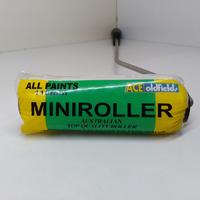 ALL PAINTS ACE oldfields
MINIROLLER
AUSTRALIAN
TOP QUALITY ROLLER